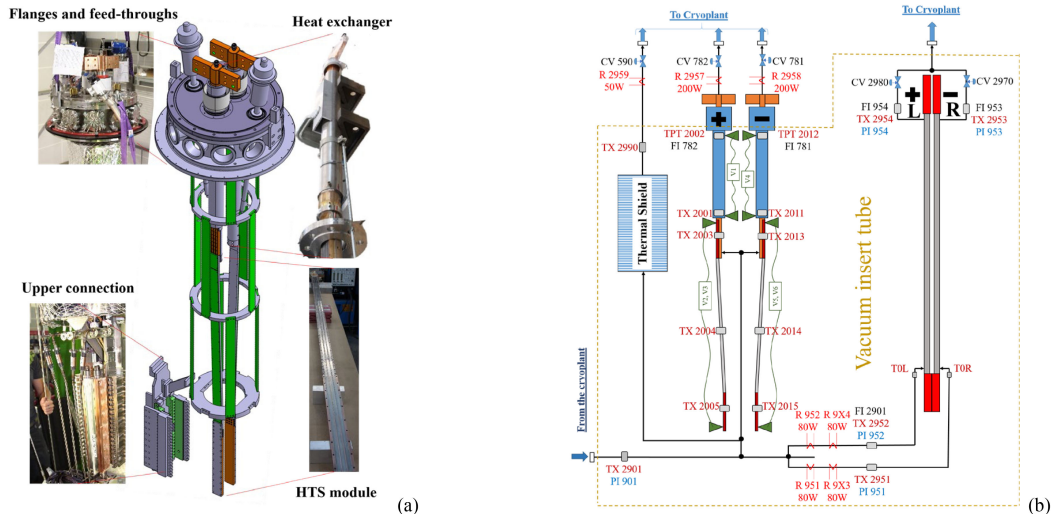 Flanges and feed-throughs
Heat exchanger
Upper connection
HTS module
(a)
To Cryoplant
To Cryoplant
CV 590
CV 782
CV 781
R 2959
50W
R 2957
200W
R 2958
200W
CV 2980
CV 2970
+
L
-
R
FI 954
TX 2954
PI 954
FI 953
TX 2953
PI 953
+
-
TPT 2002
FI 782
TPT 2012
FI 781
TX 2990
V1
V4
Thermal Shield
TX 2001
TX 2003
TX 2011
TX 2013
V2, V3
V5, V6
TX 2004
TX 2014
Vacuum insert tube
TX 2005
TX 2015
T0L
T0R
From the cryoplant
R 952
80W
R 9X4
80W
FI 2901
TX 2952
PI 952
TX 2901
PI 901
R 951
80W
R 9X3
80W
TX 2951
PI 951
(b)